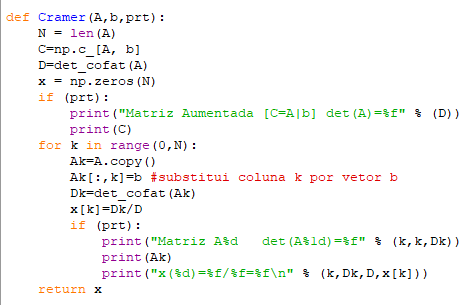 def Cramer(A,b,prt):
    N = len(A)
    C=np.c_[A, b]
    D=det_cofat(A)
    x = np.zeros(N)
    if (prt):
        print("Matriz Aumentada [C=A|b] det(A)=%f" % (D))
        print(C)
    for k in range(0,N):
        Ak=A.copy()
        Ak[:,k]=b #substitui coluna k por vetor b
        Dk=det_cofat(Ak)
        x[k]=Dk/D
        if (prt):
            print("Matriz A%d   det(A%ld)=%f" % (k,k,Dk))
            print(Ak)
            print("x(%d)=%f/%f=%f\n" % (k,Dk,D,x[k]))
    return x